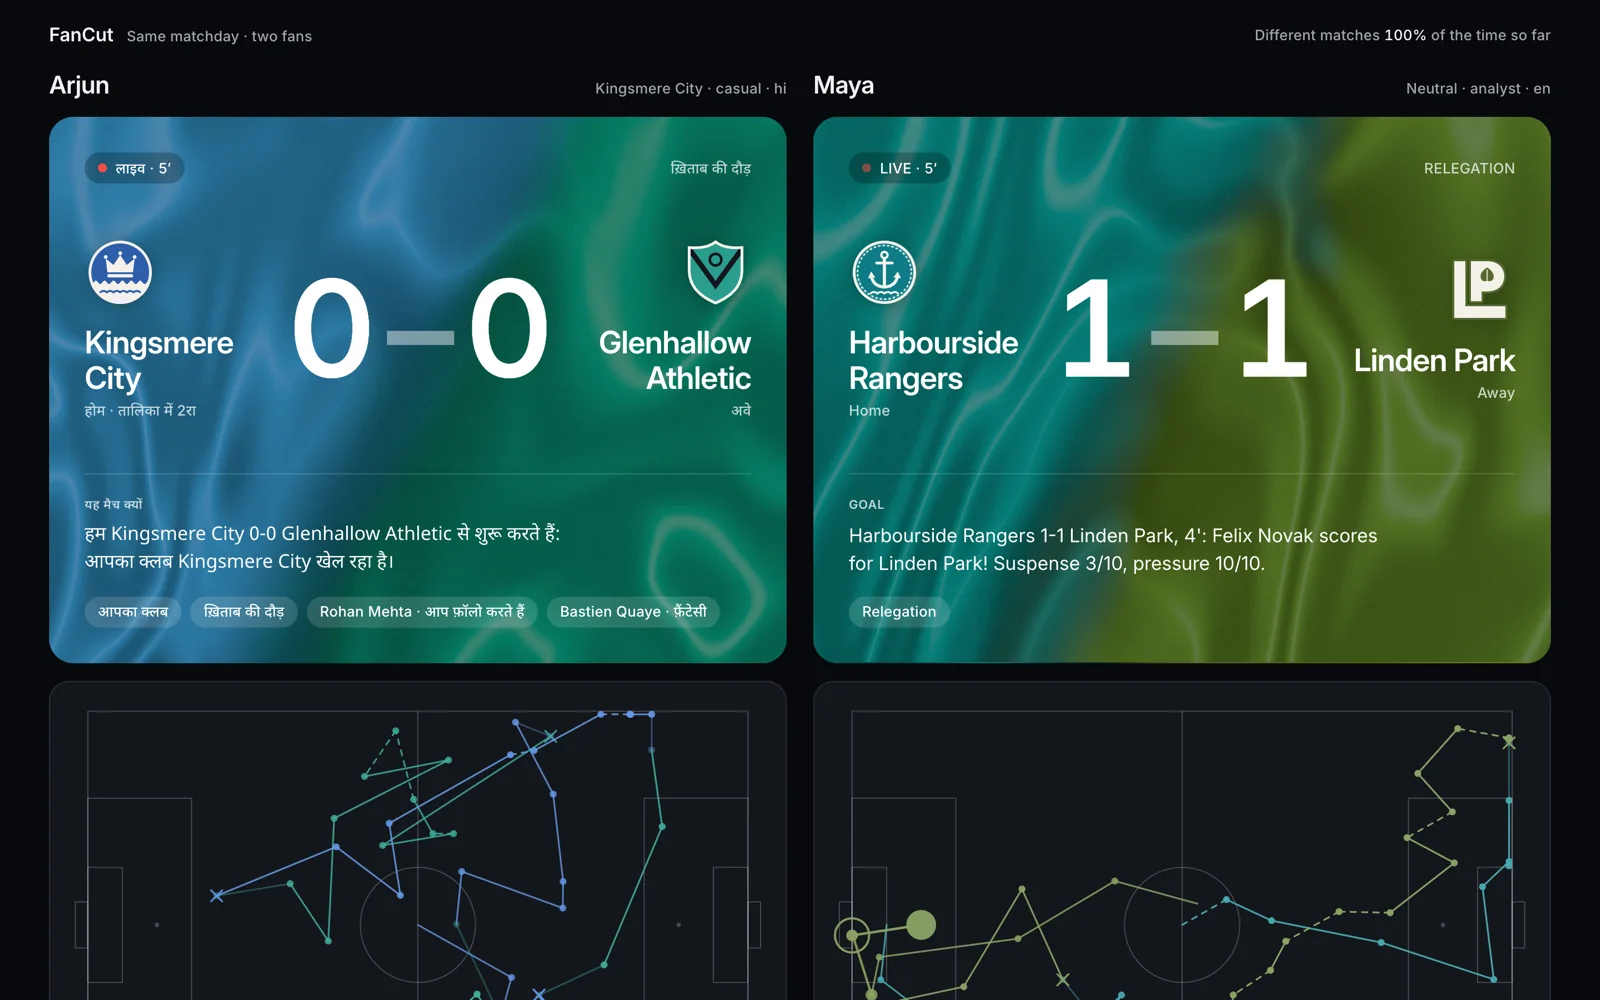 FanCut Same matchday · two fans
Different matches 100% of the time so far
Arjun
Kingsmere City · casual · hi
लाइव · 5′
ख़िताब की दौड़
Kingsmere
City
होम · तालिका में 2रा
0–0
Glenhallow
Athletic
अवे
यह मैच क्यों
हम Kingsmere City 0-0 Glenhallow Athletic से शुरू करते हैं:
आपका क्लब Kingsmere City खेल रहा है।
आपका क्लब
ख़िताब की दौड़
Rohan Mehta · आप फ़ॉलो करते हैं
Bastien Quaye · फ़ैंटेसी
Maya
Neutral · analyst · en
LIVE · 5′
RELEGATION
Harbourside
Rangers
Home
1–1
LP
Linden Park
Away
GOAL
Harbourside Rangers 1-1 Linden Park, 4': Felix Novak scores
for Linden Park! Suspense 3/10, pressure 10/10.
Relegation